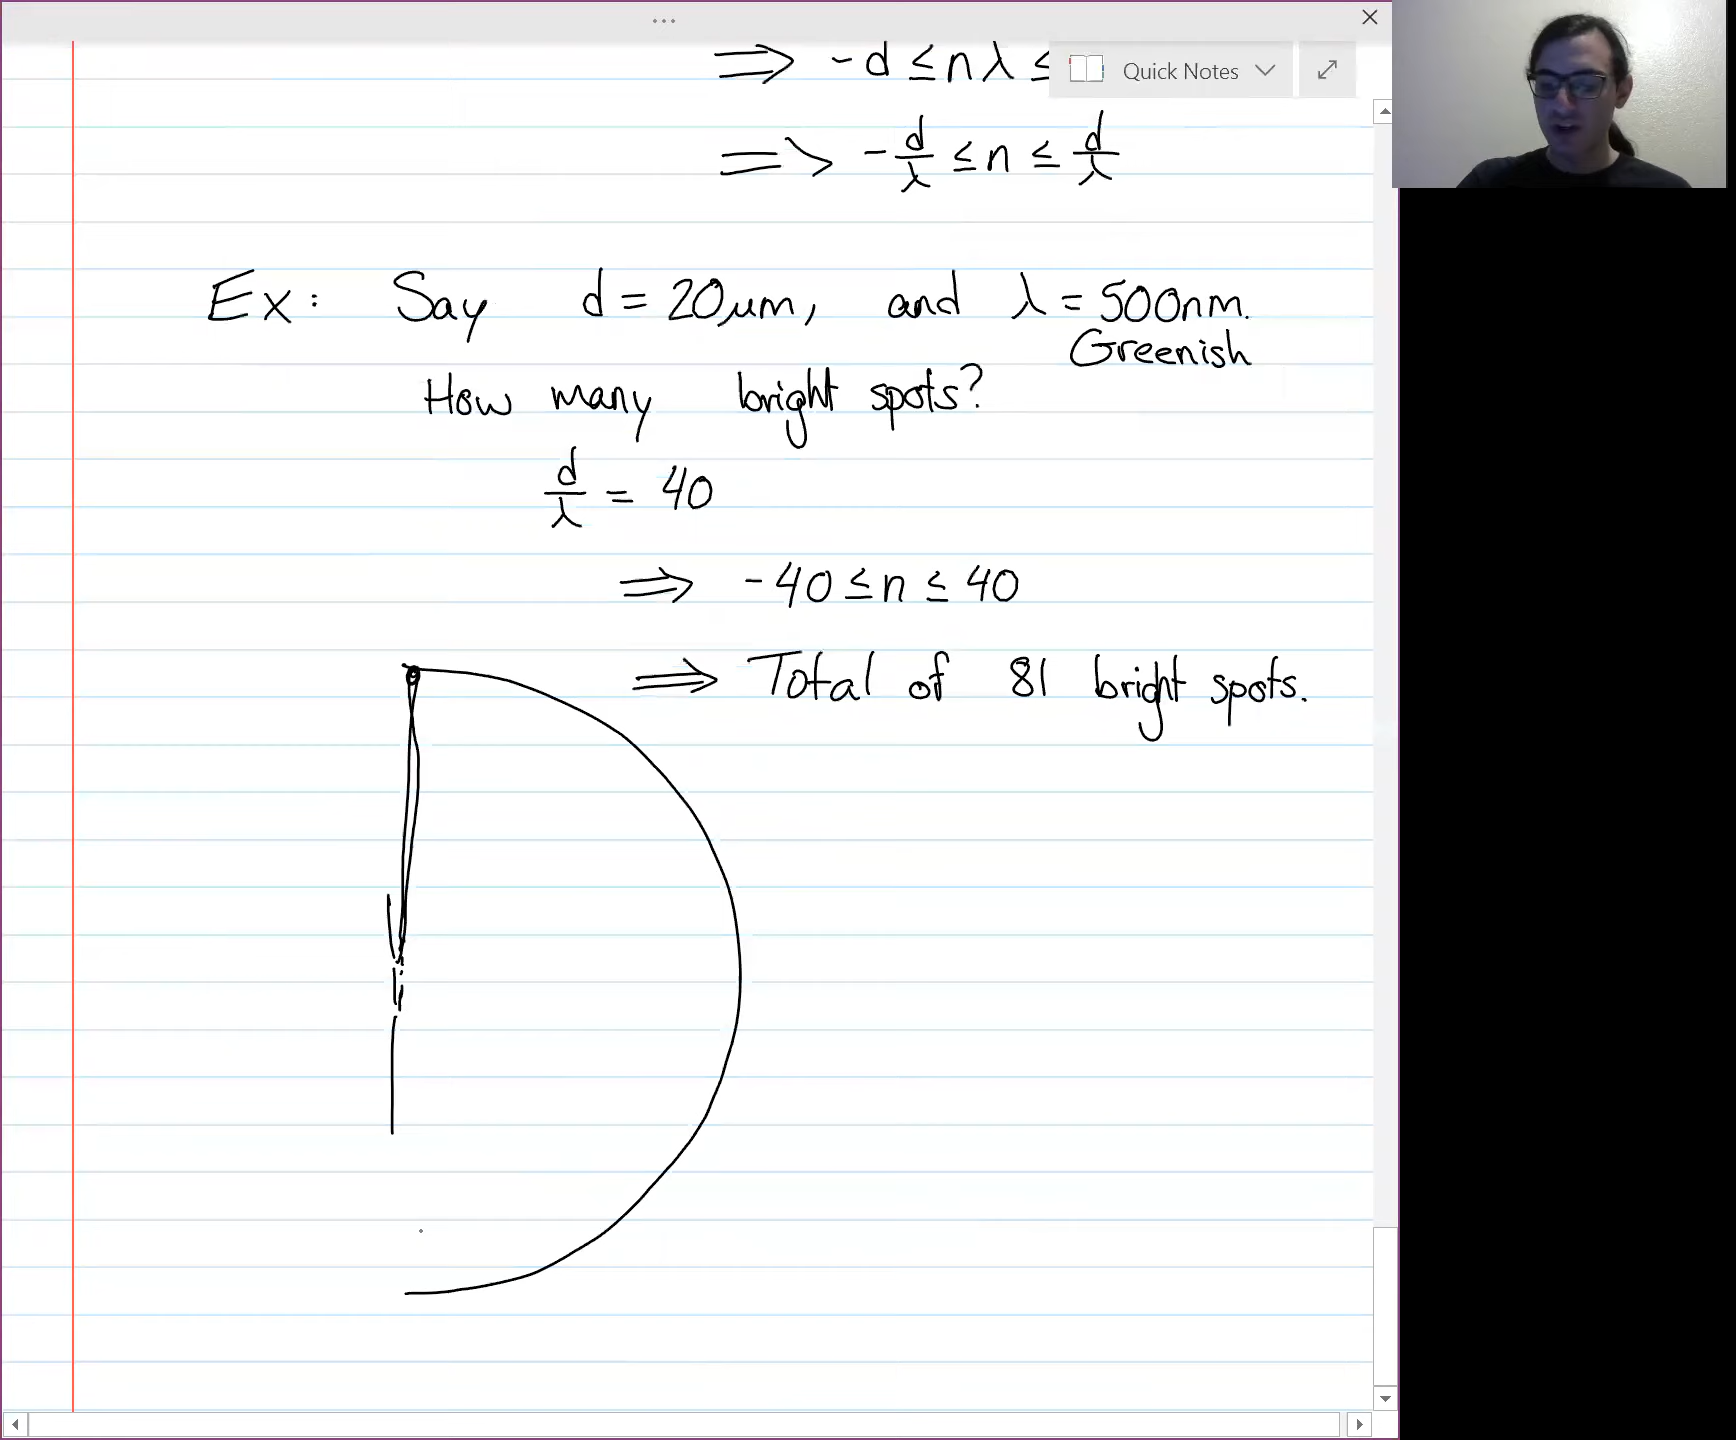 ⟹ -d ≤ nλ ≤
Quick Notes
⟹ -d/λ ≤ n ≤ d/λ
Ex: Say d = 20μm, and λ = 500nm.
Greenish
How many bright spots?
d/λ = 40
⟹ -40 ≤ n ≤ 40
⟹ Total of 81 bright spots.